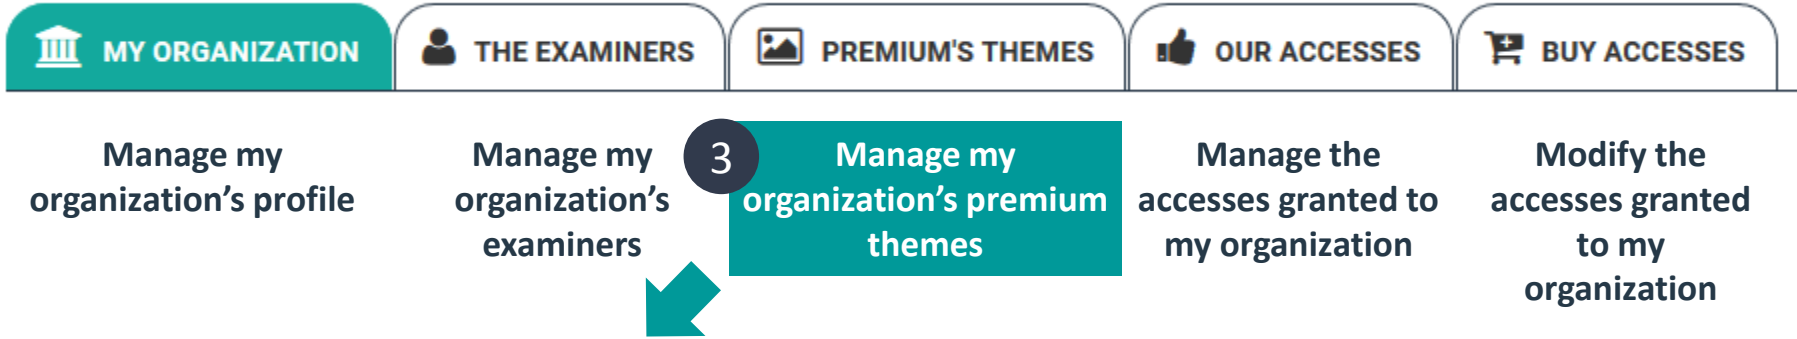 MY ORGANIZATION
THE EXAMINERS
PREMIUM'S THEMES
OUR ACCESSES
BUY ACCESSES
Manage my
organization’s profile
Manage my
organization’s
examiners
3
Manage my
organization’s premium
themes
Manage the
accesses granted to
my organization
Modify the
accesses granted
to my
organization